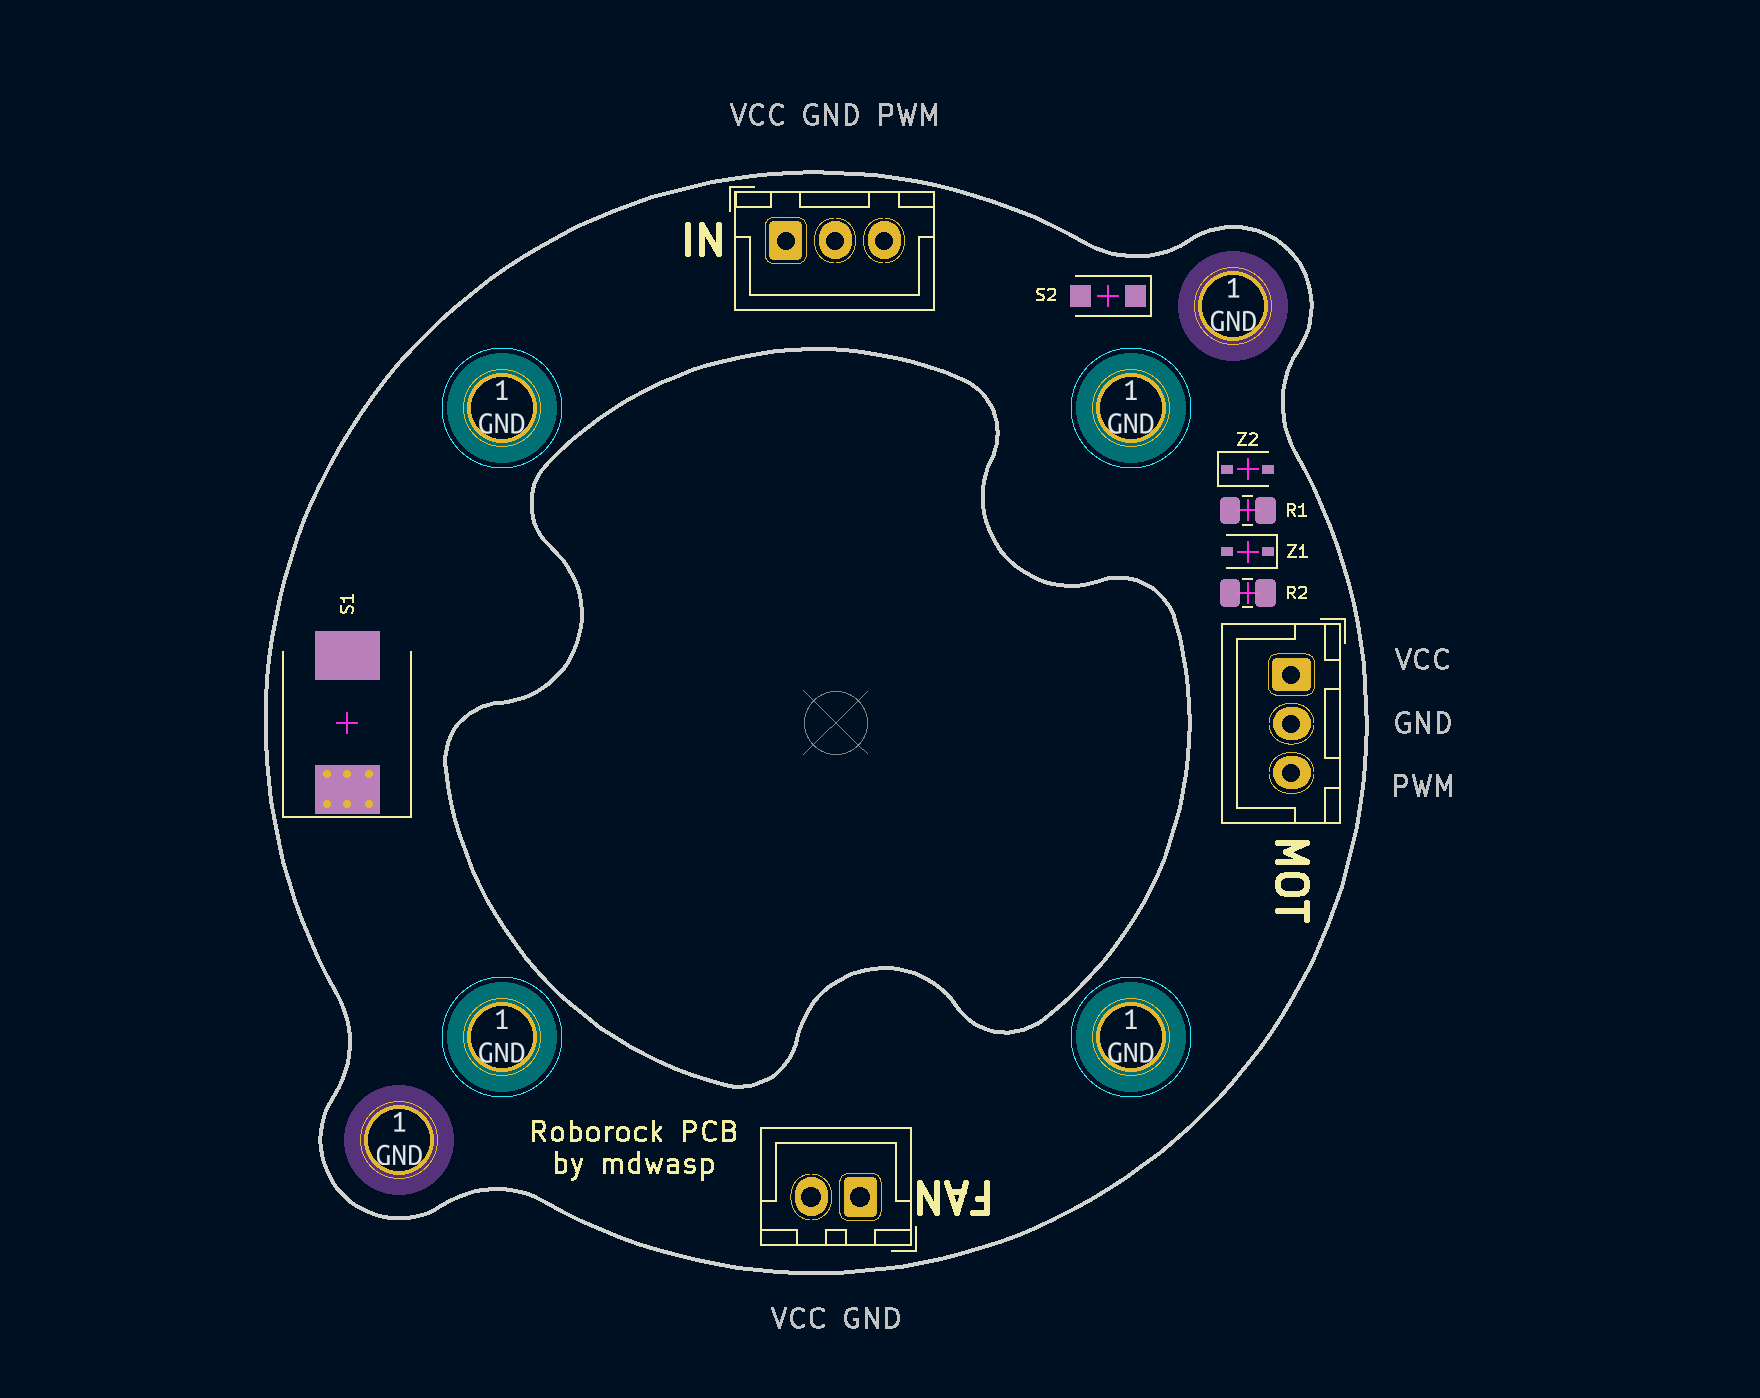 VCC GND PWM
IN
S2
1
GND
1
GND
1
GND
Z2
R1
Z1
R2
S1
VCC
GND
PWM
MOT
1
GND
1
GND
1
GND
Roborock PCB
by mdwasp
FAN
VCC GND